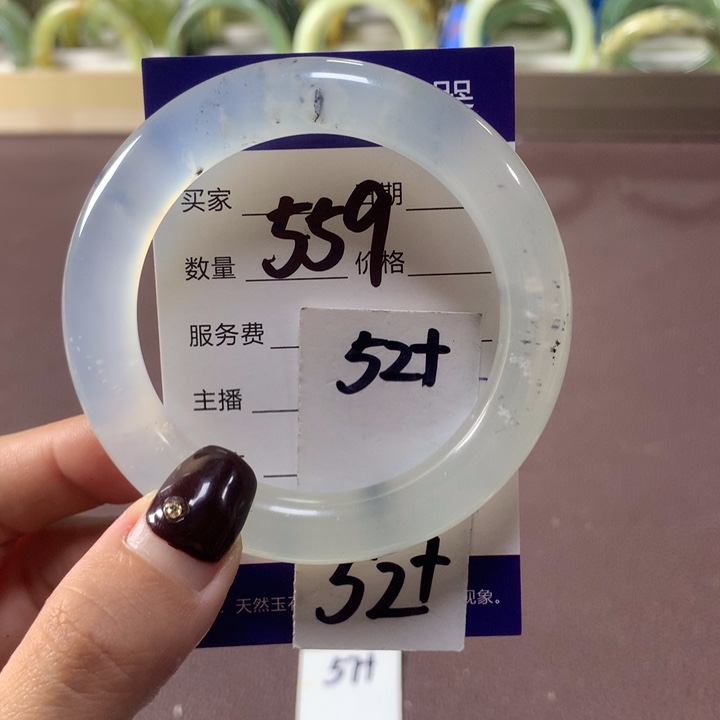 器
买家 559 日期
数量 价格
服务费 52+
主播
52+
天然玉石 现象。
57+